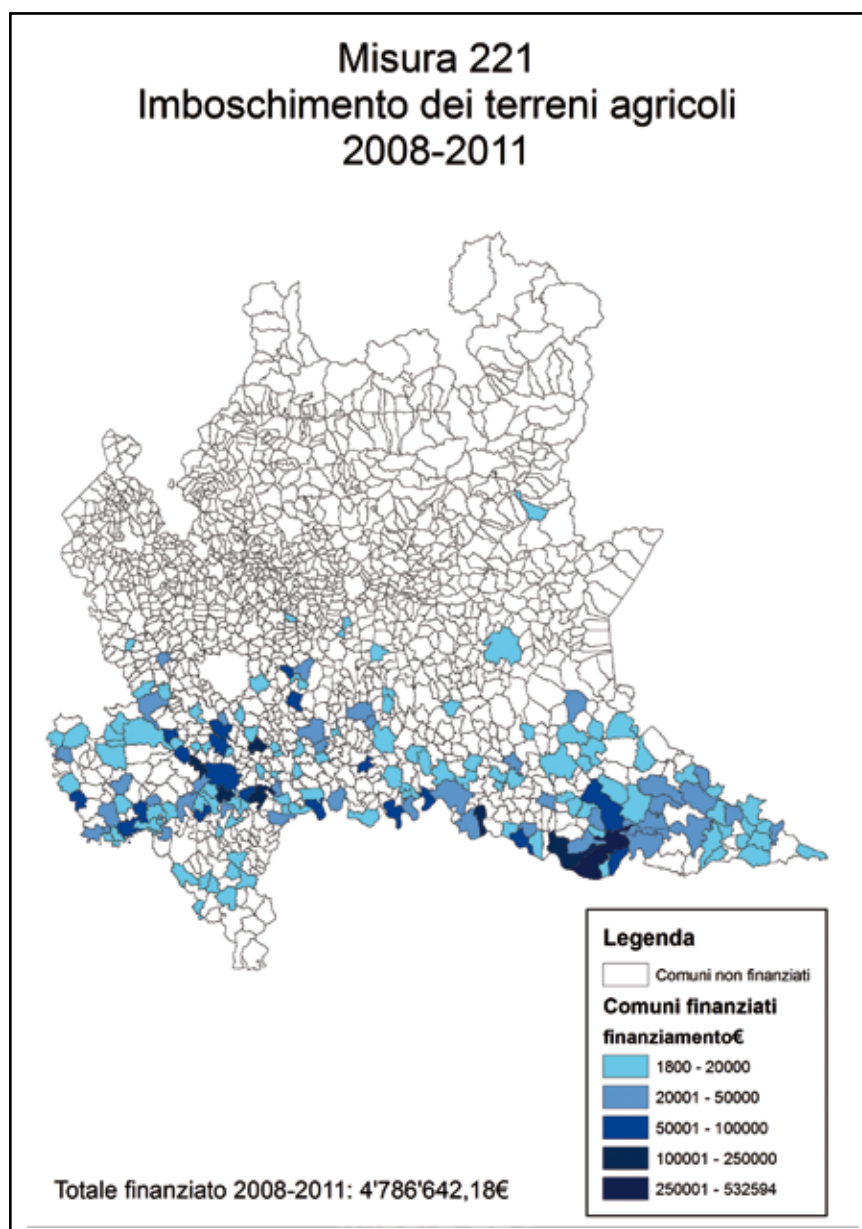 Misura 221
Imboschimento dei terreni agricoli
2008-2011
Legenda
Comuni non finanziati
Comuni finanziati
finanziamento€
1800 - 20000
20001 - 50000
50001 - 100000
100001 - 250000
250001 - 532594
Totale finanziato 2008-2011: 4'786'642,18€